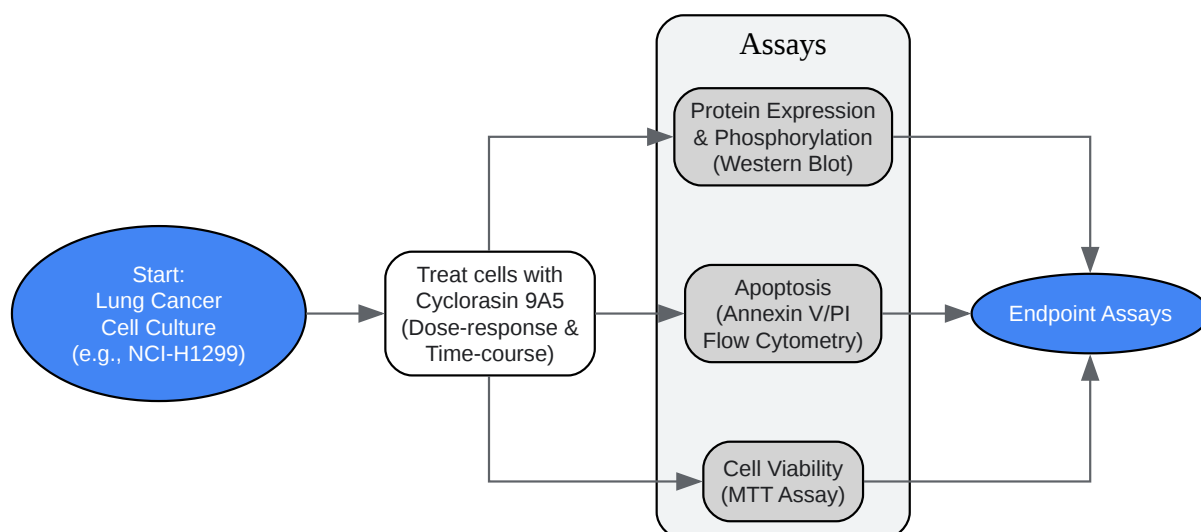 Assays
Protein Expression
& Phosphorylation
(Western Blot)
Start:
Lung Cancer
Cell Culture
(e.g., NCI-H1299)
Treat cells with
Cyclorasin 9A5
(Dose-response &
Time-course)
Apoptosis
(Annexin V/PI
Flow Cytometry)
Endpoint Assays
Cell Viability
(MTT Assay)